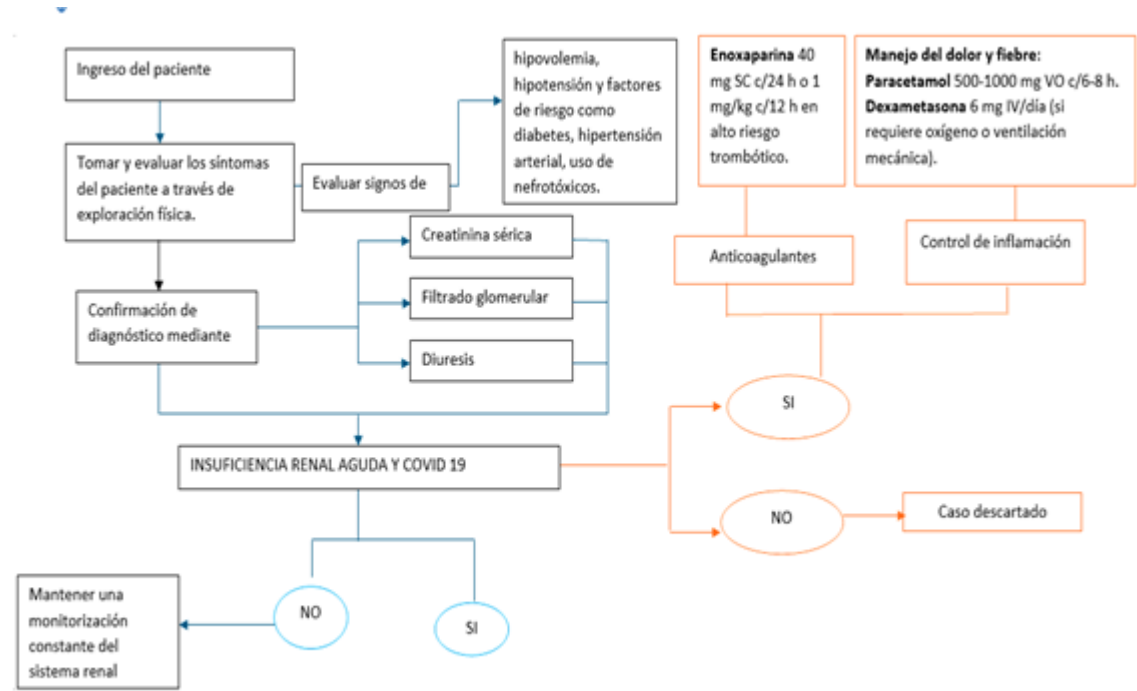 Ingreso del paciente
Tomar y evaluar los síntomas
del paciente a través de
exploración física.
Evaluar signos de
hipovolemia,
hipotensión y factores
de riesgo como
diabetes, hipertensión
arterial, uso de
nefrotóxicos.
Confirmación de
diagnóstico mediante
Creatinina sérica
Filtrado glomerular
Diuresis
Enoxaparina 40
mg SC c/24 h o 1
mg/kg c/12 h en
alto riesgo
trombótico.
Manejo del dolor y fiebre:
Paracetamol 500-1000 mg VO c/6-8 h.
Dexametasona 6 mg IV/día (si
requiere oxígeno o ventilación
mecánica).
Anticoagulantes
Control de inflamación
SI
INSUFICIENCIA RENAL AGUDA Y COVID 19
NO
Caso descartado
Mantener una
monitorización
constante del
sistema renal
NO
SI